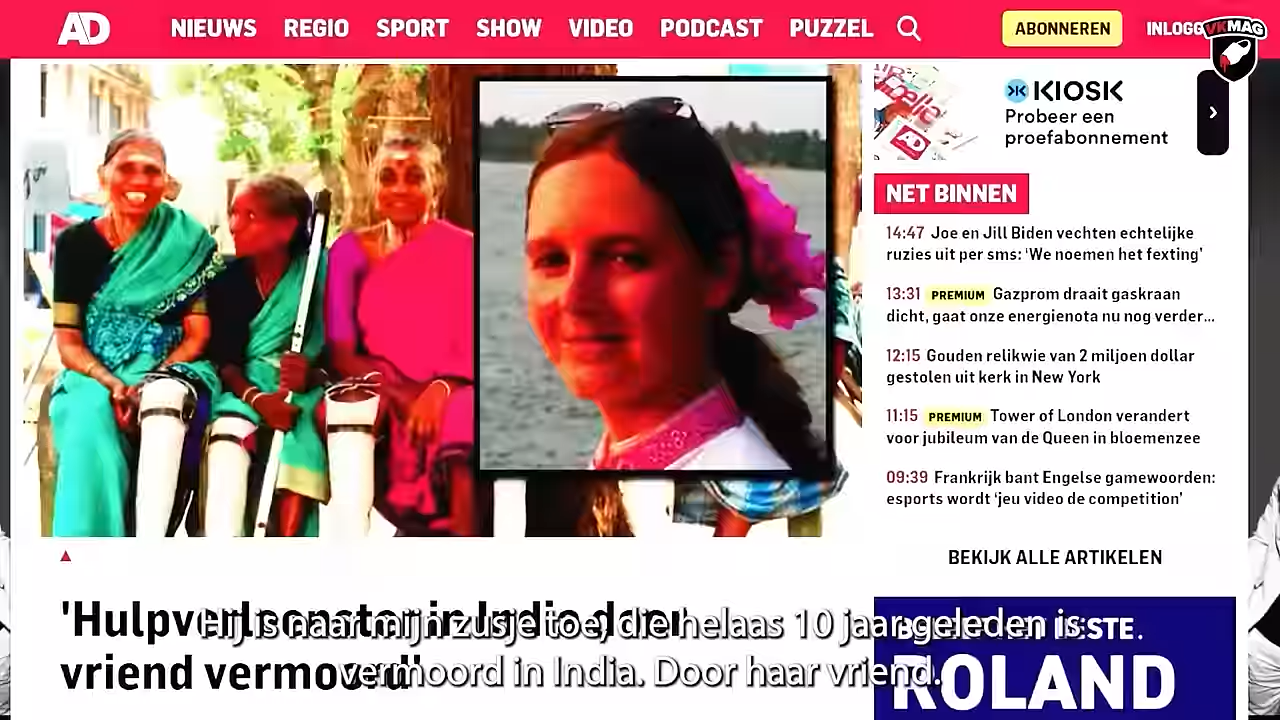 AD
NIEUWS REGIO SPORT SHOW VIDEO PODCAST PUZZEL
ABONNEREN
VKMAG
KIOSK
Probeer een
proefabonnement
AD
NET BINNEN
14:47 Joe en Jill Biden vechten echtelijke
ruzies uit per sms: ‘We noemen het fexting’
13:31 PREMIUM Gazprom draait gaskraan
dicht, gaat onze energienota nu nog verder...
12:15 Gouden relikwie van 2 miljoen dollar
gestolen uit kerk in New York
11:15 PREMIUM Tower of London verandert
voor jubileum van de Queen in bloemenzee
09:39 Frankrijk bant Engelse gamewoorden:
esports wordt ‘jeu video de competition’
BEKIJK ALLE ARTIKELEN
in India door
vriend
ROLAND
Hij is naar mijn zusje toe, die helaas 10 jaar geleden is
vermoord in India. Door haar vriend.